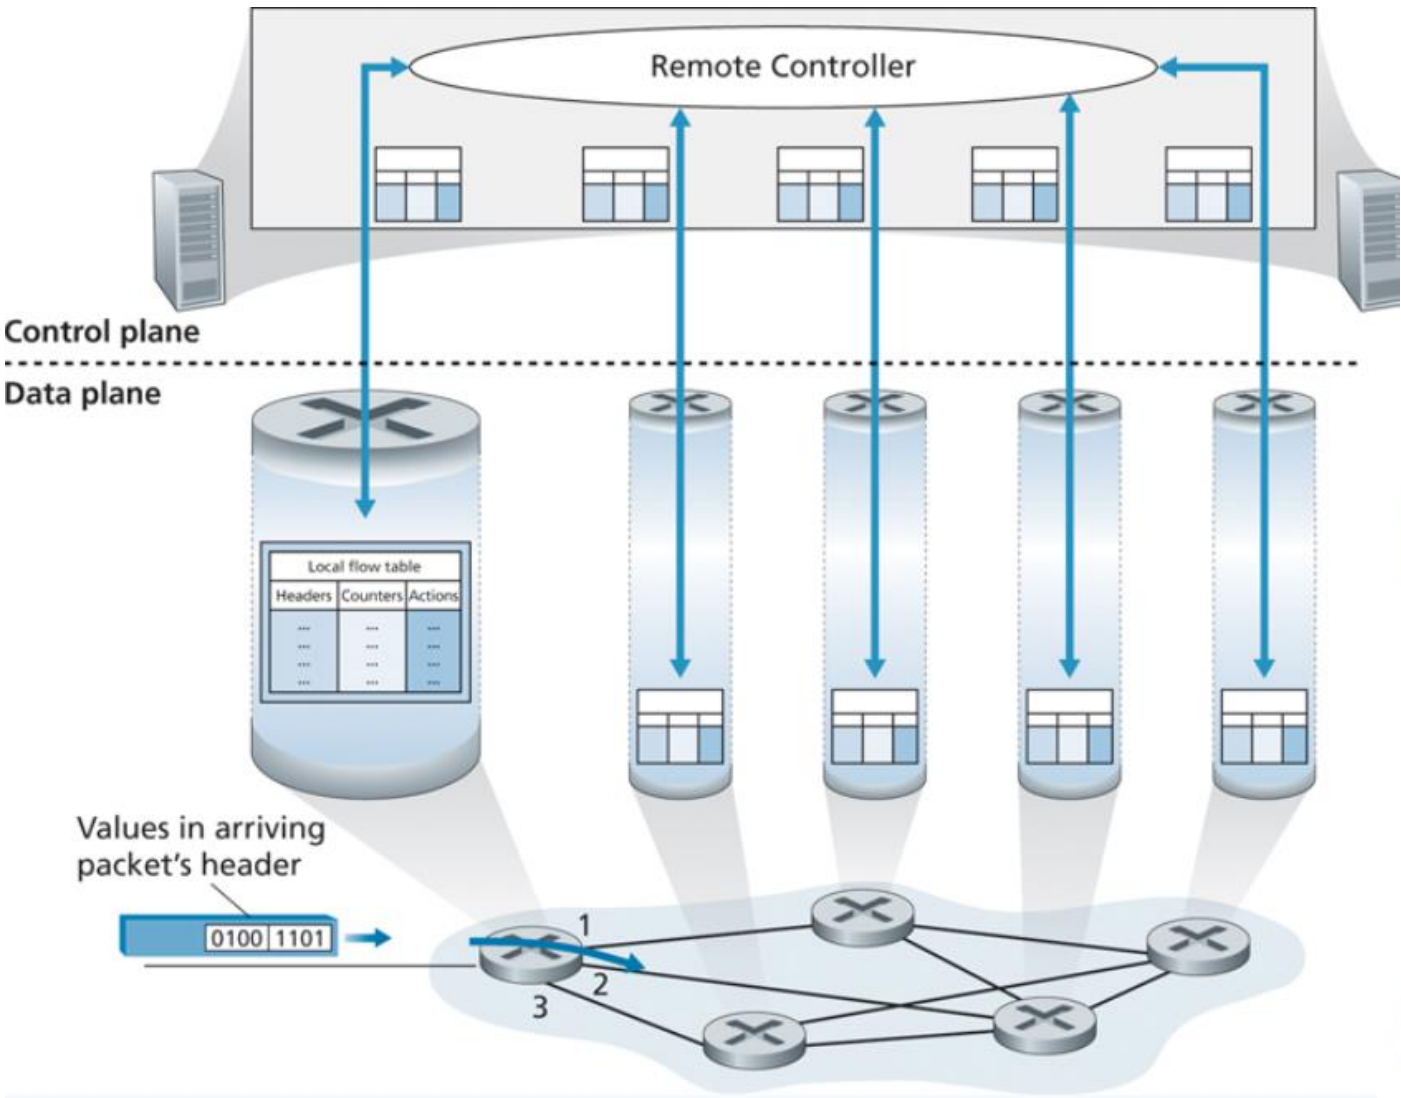 Remote Controller
Control plane
Data plane
Local flow table
Headers Counters Actions
... ... ...
... ... ...
... ... ...
... ... ...
Values in arriving
packet's header
0100 1101
1
2
3